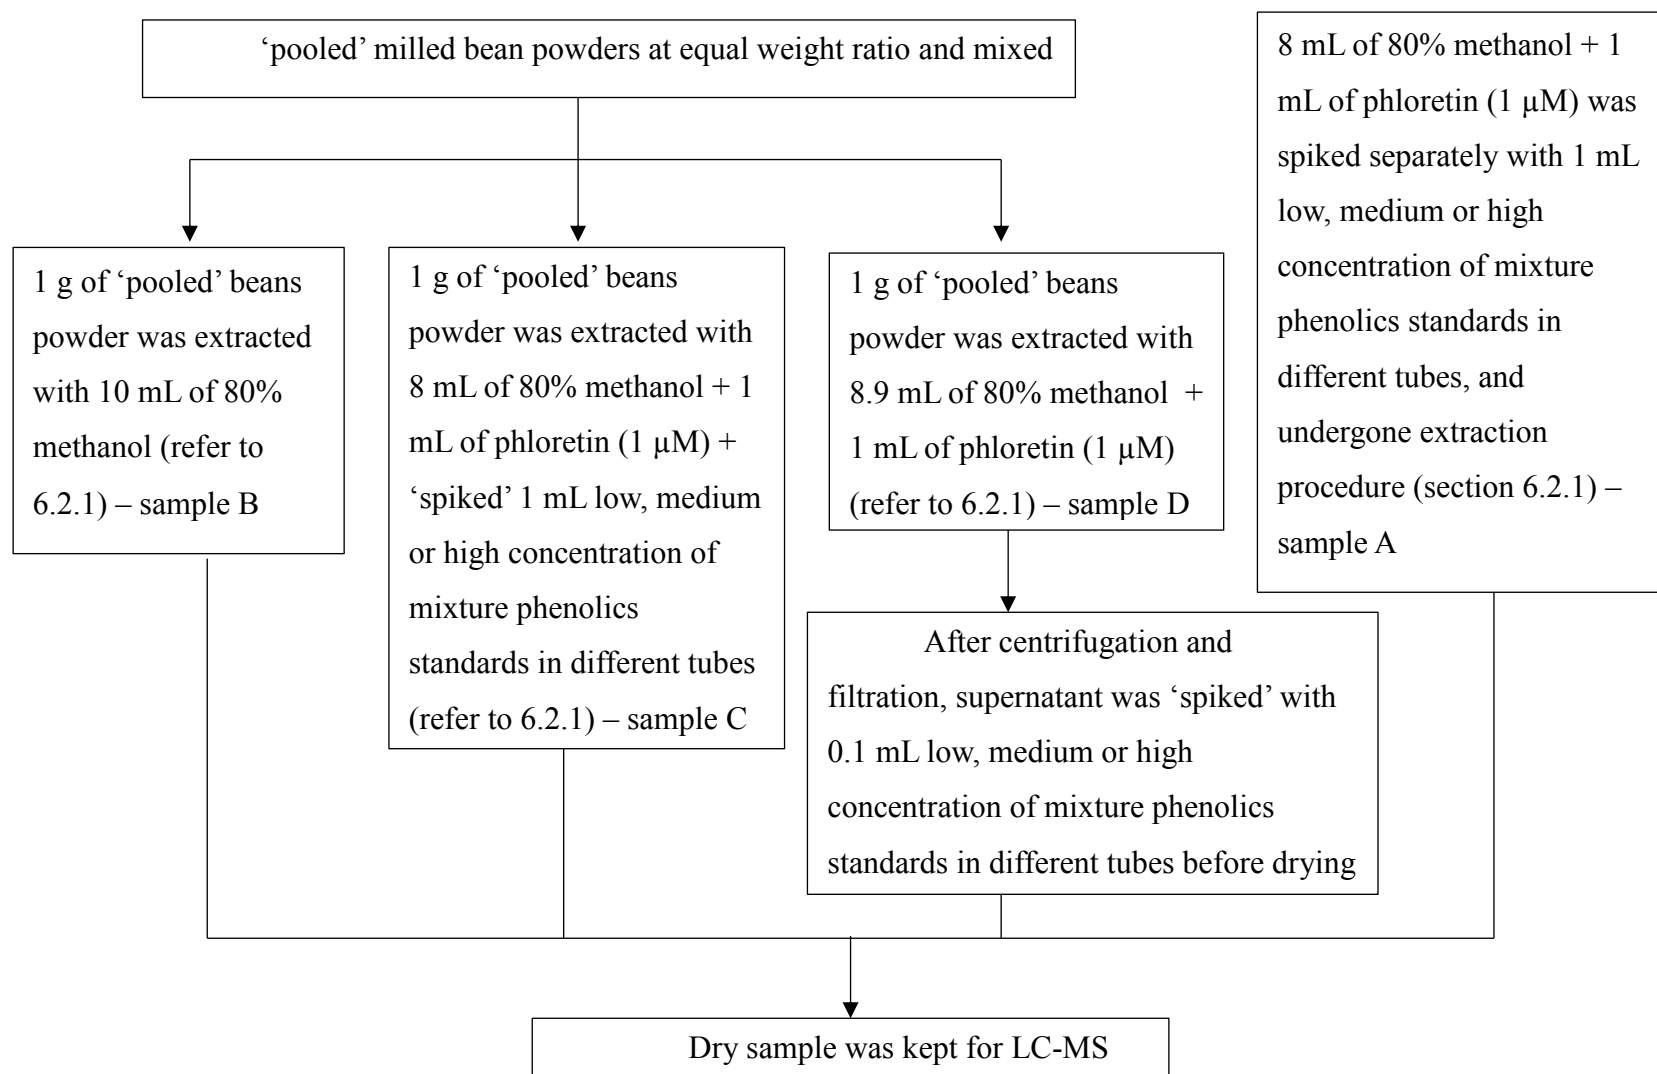 ‘pooled’ milled bean powders at equal weight ratio and mixed
8 mL of 80% methanol + 1
mL of phloretin (1 µM) was
spiked separately with 1 mL
low, medium or high
concentration of mixture
phenolics standards in
different tubes, and
undergone extraction
procedure (section 6.2.1) –
sample A
1 g of ‘pooled’ beans
powder was extracted
with 10 mL of 80%
methanol (refer to
6.2.1) – sample B
1 g of ‘pooled’ beans
powder was extracted with
8 mL of 80% methanol + 1
mL of phloretin (1 µM) +
‘spiked’ 1 mL low, medium
or high concentration of
mixture phenolics
standards in different tubes
(refer to 6.2.1) – sample C
1 g of ‘pooled’ beans
powder was extracted with
8.9 mL of 80% methanol +
1 mL of phloretin (1 µM)
(refer to 6.2.1) – sample D
After centrifugation and
filtration, supernatant was ‘spiked’ with
0.1 mL low, medium or high
concentration of mixture phenolics
standards in different tubes before drying
Dry sample was kept for LC-MS